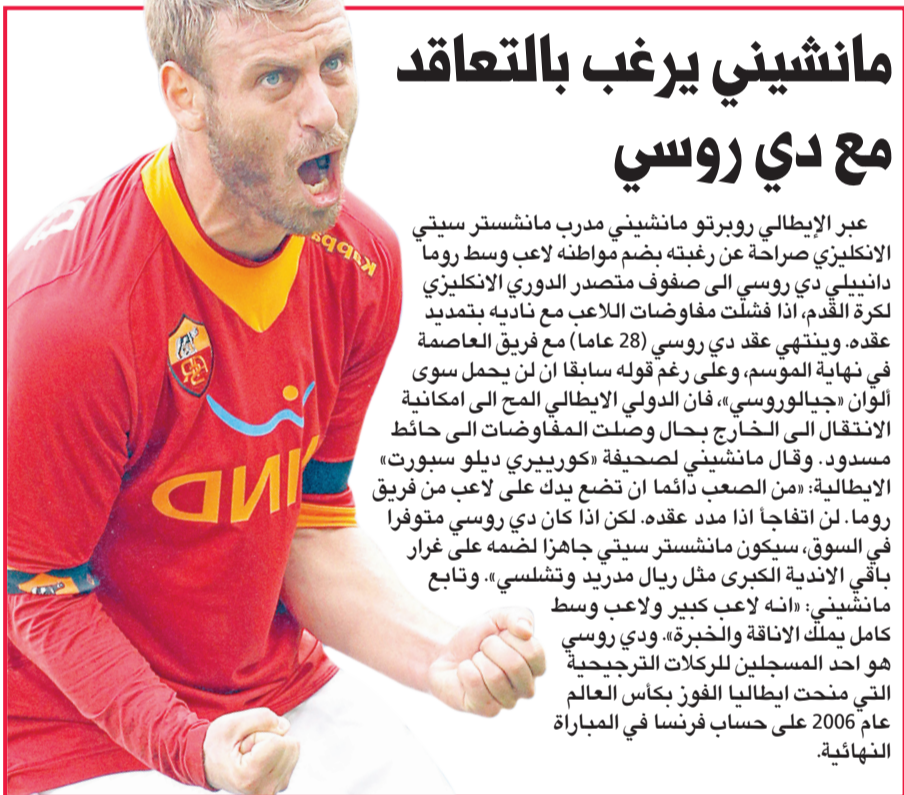 مانشيني يرغب بالتعاقد
مع دي روسي
عبر الإيطالي روبرتو مانشيني مدرب مانشستر سيتي
الانكليزي صراحة عن رغبته بضم مواطنه لاعب وسط روما
دانييلي دي روسي الى صفوف متصدر الدوري الانكليزي
لكرة القدم، اذا فشلت مفاوضات اللاعب مع ناديه بتمديد
عقده. وينتهي عقد دي روسي (28 عاما) مع فريق العاصمة
في نهاية الموسم، وعلى رغم قوله سابقا ان لن يحمل سوى
ألوان «جيالوروسي»، فان الدولي الايطالي المح الى امكانية
الانتقال الى الخارج بحال وصلت المفاوضات الى حائط
مسدود. وقال مانشيني لصحيفة «كورييري ديلو سبورت»
الايطالية: «من الصعب دائما ان تضع يدك على لاعب من فريق
روما. لن اتفاجأ اذا مدد عقده. لكن اذا كان دي روسي متوفرا
في السوق، سيكون مانشستر سيتي جاهزا لضمه على غرار
باقي الاندية الكبرى مثل ريال مدريد وتشلسي». وتابع
مانشيني: «انه لاعب كبير ولاعب وسط
كامل يملك الاناقة والخبرة». ودي روسي
هو احد المسجلين للركلات الترجيحية
التي منحت ايطاليا الفوز بكأس العالم
عام 2006 على حساب فرنسا في المباراة
النهائية.
Kappa
WIND